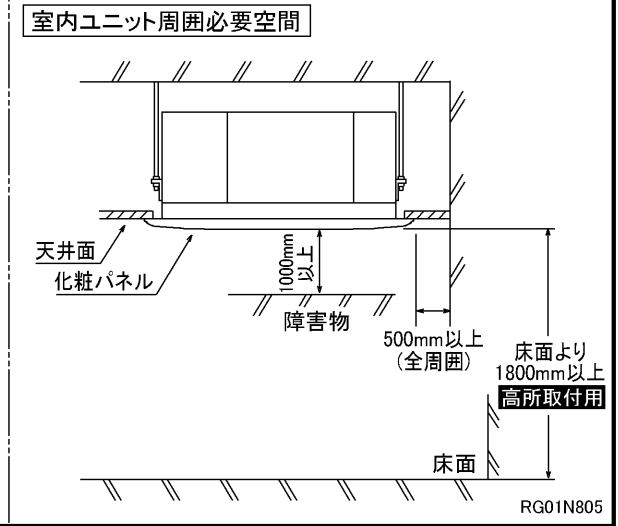 室内ユニット周囲必要空間
天井面
化粧パネル
1000mm
以上
障害物
500mm以上
(全周囲)
床面より
1800mm以上
高所取付用
床面
RG01N805